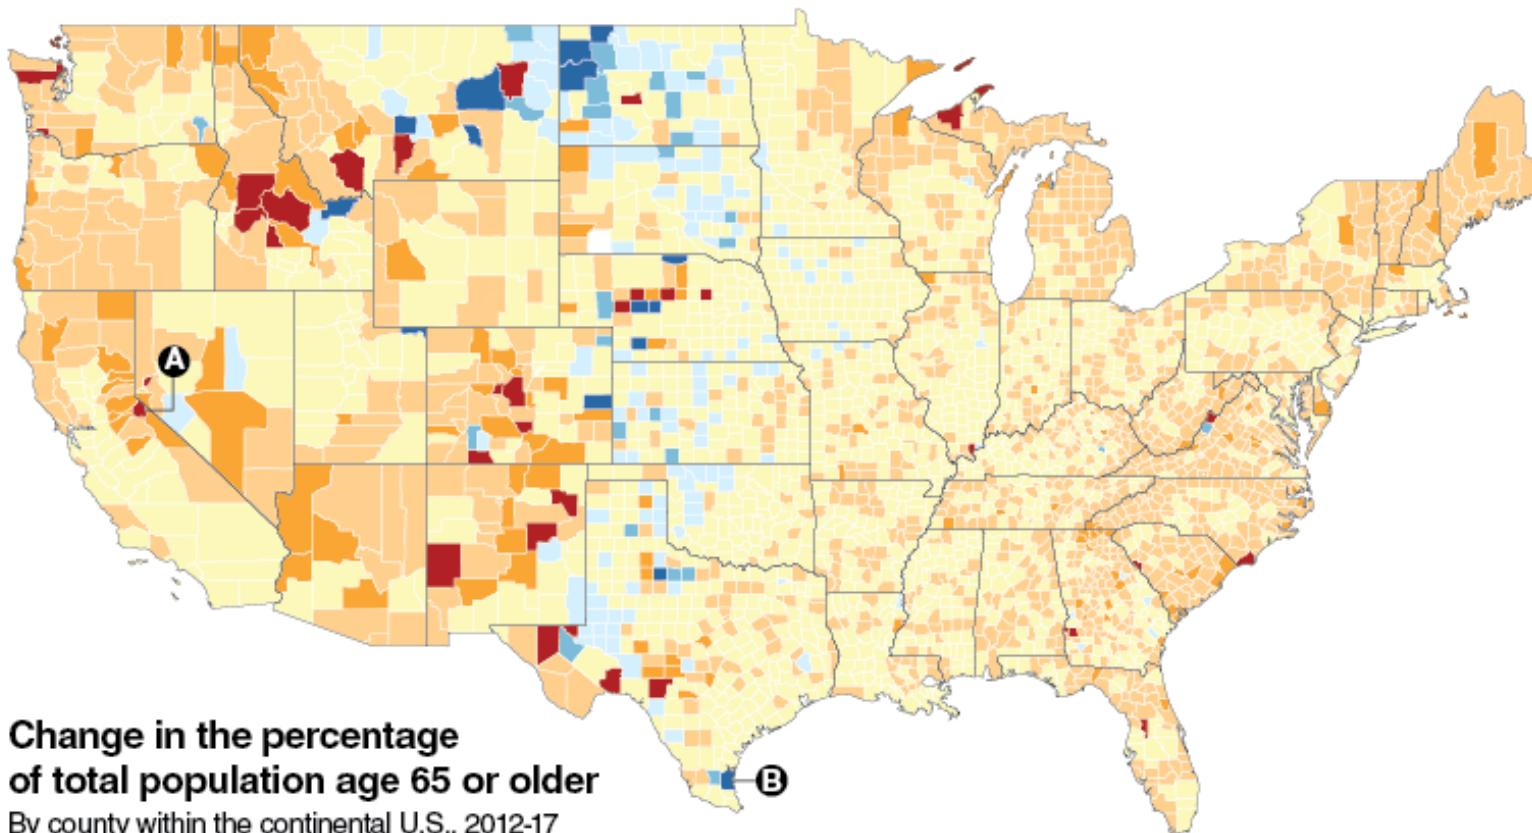 A
B
Change in the percentage
of total population age 65 or older
By county within the continental U.S., 2012-17